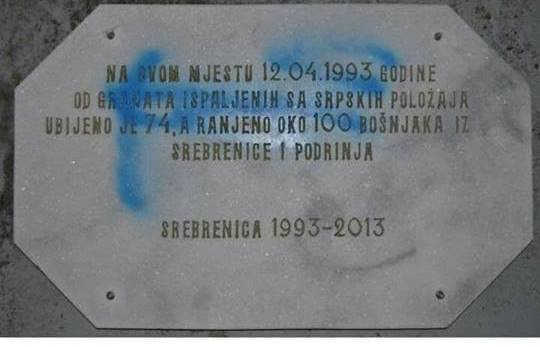 NA OVOM MJESTU 12.04.1993 GODINE
OD GRANATA ISPALJENIH SA SRPSKIH POLOŽAJA
UBIJENO JE 74, A RANJENO OKO 100 BOŠNJAKA IZ
SREBRENICE I PODRINJA
SREBRENICA 1993-2013